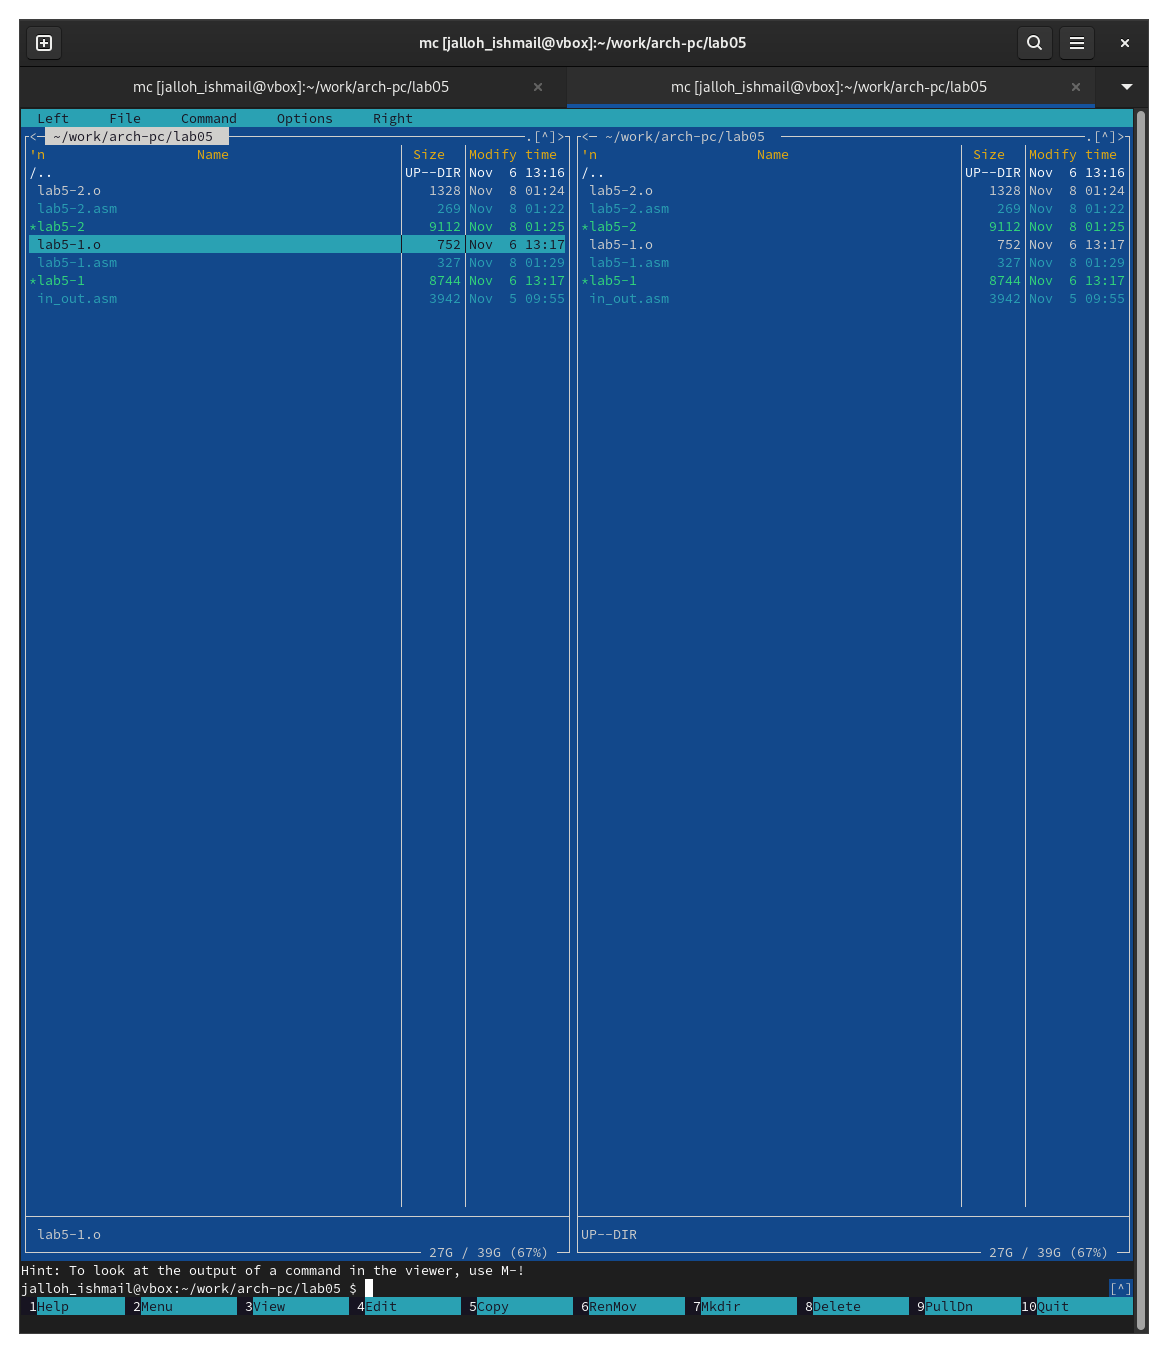 mc [jalloh_ishmail@vbox]:~/work/arch-pc/lab05
mc [jalloh_ishmail@vbox]:~/work/arch-pc/lab05 × mc [jalloh_ishmail@vbox]:~/work/arch-pc/lab05 ×
Left File Command Options Right
<─ ~/work/arch-pc/lab05 ─.[^]> <─ ~/work/arch-pc/lab05 ─.[^]>
'n Name Size Modify time 'n Name Size Modify time
/.. UP--DIR Nov 6 13:16 /.. UP--DIR Nov 6 13:16
lab5-2.o 1328 Nov 8 01:24 lab5-2.o 1328 Nov 8 01:24
lab5-2.asm 269 Nov 8 01:22 lab5-2.asm 269 Nov 8 01:22
*lab5-2 9112 Nov 8 01:25 *lab5-2 9112 Nov 8 01:25
lab5-1.o 752 Nov 6 13:17 lab5-1.o 752 Nov 6 13:17
lab5-1.asm 327 Nov 8 01:29 lab5-1.asm 327 Nov 8 01:29
*lab5-1 8744 Nov 6 13:17 *lab5-1 8744 Nov 6 13:17
in_out.asm 3942 Nov 5 09:55 in_out.asm 3942 Nov 5 09:55
lab5-1.o UP--DIR
27G / 39G (67%) 27G / 39G (67%)
Hint: To look at the output of a command in the viewer, use M-!
jalloh_ishmail@vbox:~/work/arch-pc/lab05 $ [^]
1Help 2Menu 3View 4Edit 5Copy 6RenMov 7Mkdir 8Delete 9PullDn 10Quit